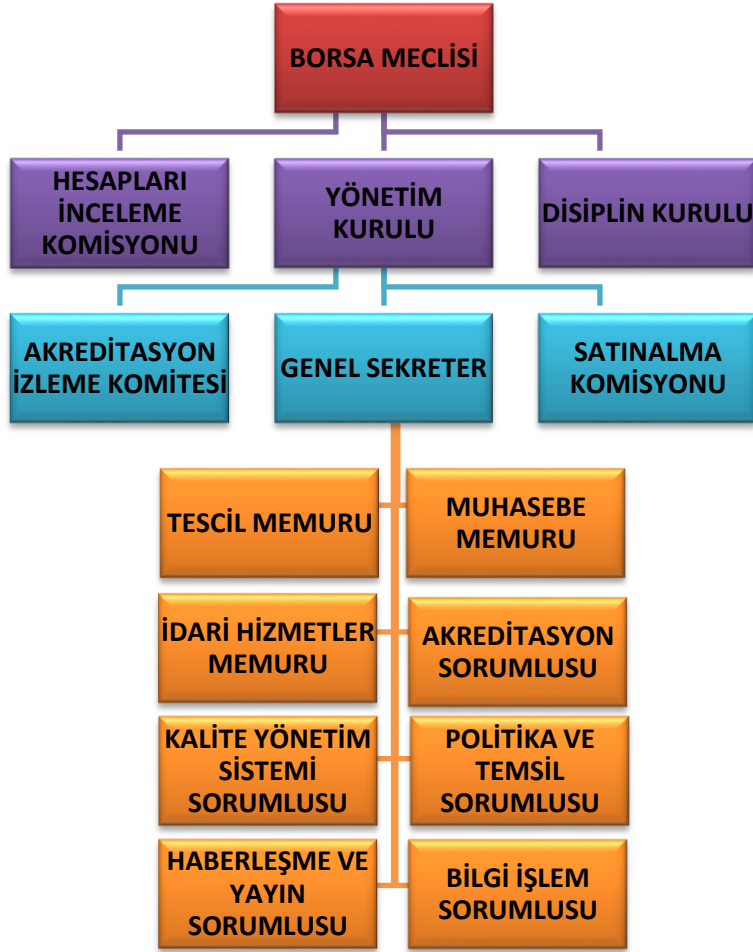 BORSA MECLİSİ
HESAPLARI
İNCELEME
KOMİSYONU
YÖNETİM
KURULU
DİSİPLİN KURULU
AKREDİTASYON
İZLEME KOMİTESİ
GENEL SEKRETER
SATINALMA
KOMİSYONU
TESCİL MEMURU
MUHASEBE
MEMURU
İDARİ HİZMETLER
MEMURU
AKREDİTASYON
SORUMLUSU
KALİTE YÖNETİM
SİSTEMİ
SORUMLUSU
POLİTİKA VE
TEMSİL
SORUMLUSU
HABERLEŞME VE
YAYIN
SORUMLUSU
BİLGİ İŞLEM
SORUMLUSU